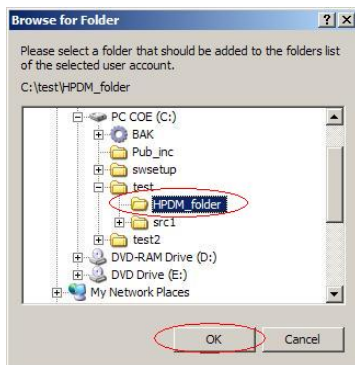 Browse for Folder
Please select a folder that should be added to the folders list
of the selected user account.
C:\test\HPDM_folder
PC COE (C:)
BAK
Pub_inc
swsetup
test
HPDM_folder
src1
test2
DVD-RAM Drive (D:)
DVD Drive (E:)
My Network Places
OK Cancel